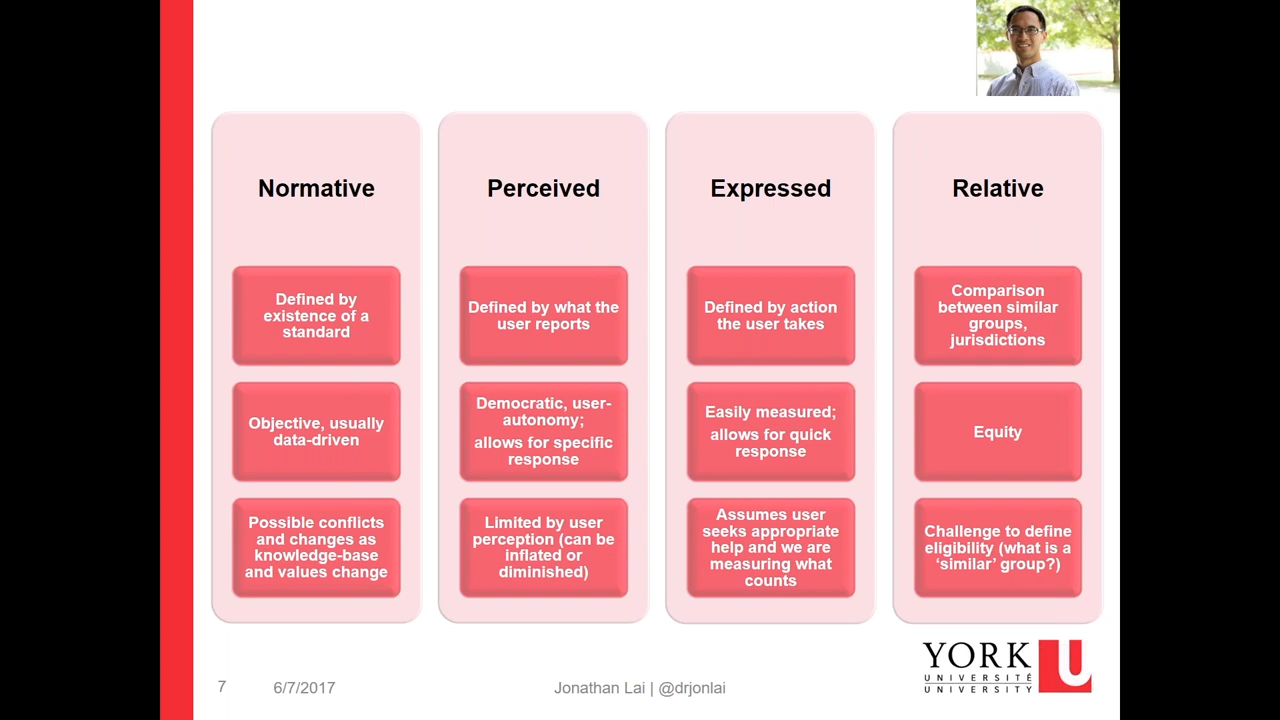 Normative
Defined by
existence of a
standard
Objective, usually
data-driven
Possible conflicts
and changes as
knowledge-base
and values change
Perceived
Defined by what the
user reports
Democratic, user-
autonomy;
allows for specific
response
Limited by user
perception (can be
inflated or
diminished)
Expressed
Defined by action
the user takes
Easily measured;
allows for quick
response
Assumes user
seeks appropriate
help and we are
measuring what
counts
Relative
Comparison
between similar
groups,
jurisdictions
Equity
Challenge to define
eligibility (what is a
‘similar’ group?)
7
6/7/2017
Jonathan Lai | @drjonlai
YORK U
UNIVERSITÉ
UNIVERSITY